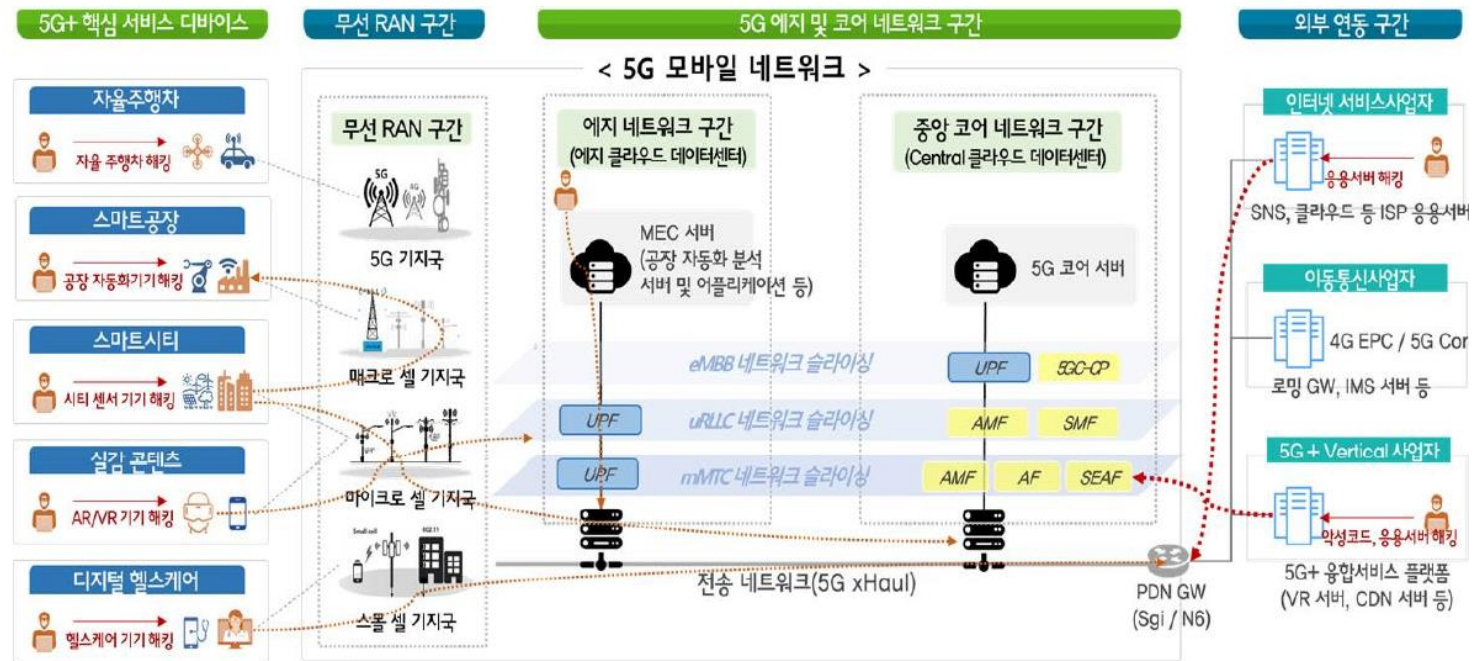 5G+ 핵심 서비스 디바이스
무선 RAN 구간
5G 에지 및 코어 네트워크 구간
외부 연동 구간
< 5G 모바일 네트워크 >
자율주행차
자율 주행차 해킹
스마트공장
공장 자동화기기 해킹
스마트시티
시티 센서 기기 해킹
실감 콘텐츠
AR/VR 기기 해킹
디지털 헬스케어
헬스케어 기기 해킹
무선 RAN 구간
5G
4G
5G 기지국
매크로 셀 기지국
마이크로 셀 기지국
Small cell
802.11
스몰 셀 기지국
에지 네트워크 구간
(에지 클라우드 데이터센터)
MEC 서버
(공장 자동화 분석
서버 및 어플리케이션 등)
중앙 코어 네트워크 구간
(Central 클라우드 데이터센터)
5G 코어 서버
eMBB 네트워크 슬라이싱
UPF
5GC-CP
UPF
uRLLC 네트워크 슬라이싱
AMF
SMF
UPF
mMTC 네트워크 슬라이싱
AMF
AF
SEAF
전송 네트워크(5G xHaul)
PDN GW
(Sgi / N6)
인터넷 서비스사업자
응용서버 해킹
SNS, 클라우드 등 ISP 응용서버
이동통신사업자
4G EPC / 5G Cor
로밍 GW, IMS 서버 등
5G + Vertical 사업자
악성코드, 응용서버 해킹
5G+ 융합서비스 플랫폼
(VR 서버, CDN 서버 등)